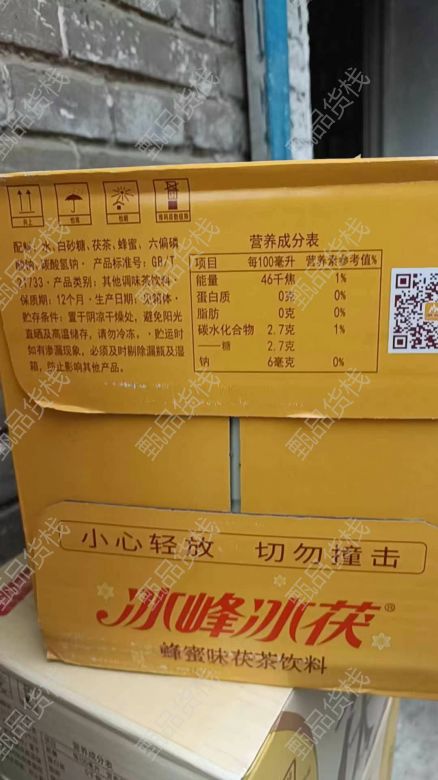 向上
怕雨
怕晒
堆码层数极限
配料：水、白砂糖、茯茶、蜂蜜、六偏磷
酸钠、碳酸氢钠 · 产品标准号：GB/T
21733 · 产品类别：其他调味茶饮料
保质期：12个月 · 生产日期：见箱体
贮存条件：置于阴凉干燥处，避免阳光
直晒及高温储存，请勿冷冻。 · 贮运时
如有渗漏现象，必须及时剔除漏瓶及湿
箱，防止影响其他产品。
营养成分表
项目 每100毫升 营养素参考值%
能量 46千焦 1%
蛋白质 0克 0%
脂肪 0克 0%
碳水化合物 2.7克 1%
——糖 2.7克
钠 6毫克 0%
小心轻放 切勿撞击
冰峰冰茯®
蜂蜜味茯茶饮料
营养成分表
甄品货栈